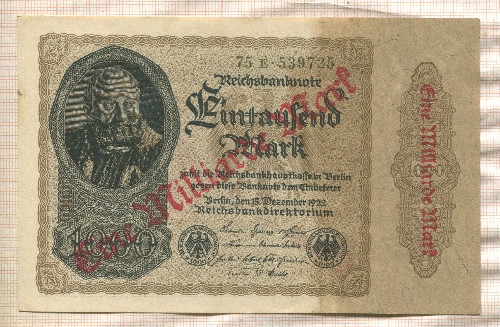 75 E·539725
Reichsbanknote
Eintausend
Mark
zahlt die Reichsbankhauptkasse in Berlin
gegen diese Banknote dem Einlieferer
Berlin, den 15. Dezember 1922
Reichsbankdirektorium
1000
Eine Milliarde Mark
Eine Milliarde Mark